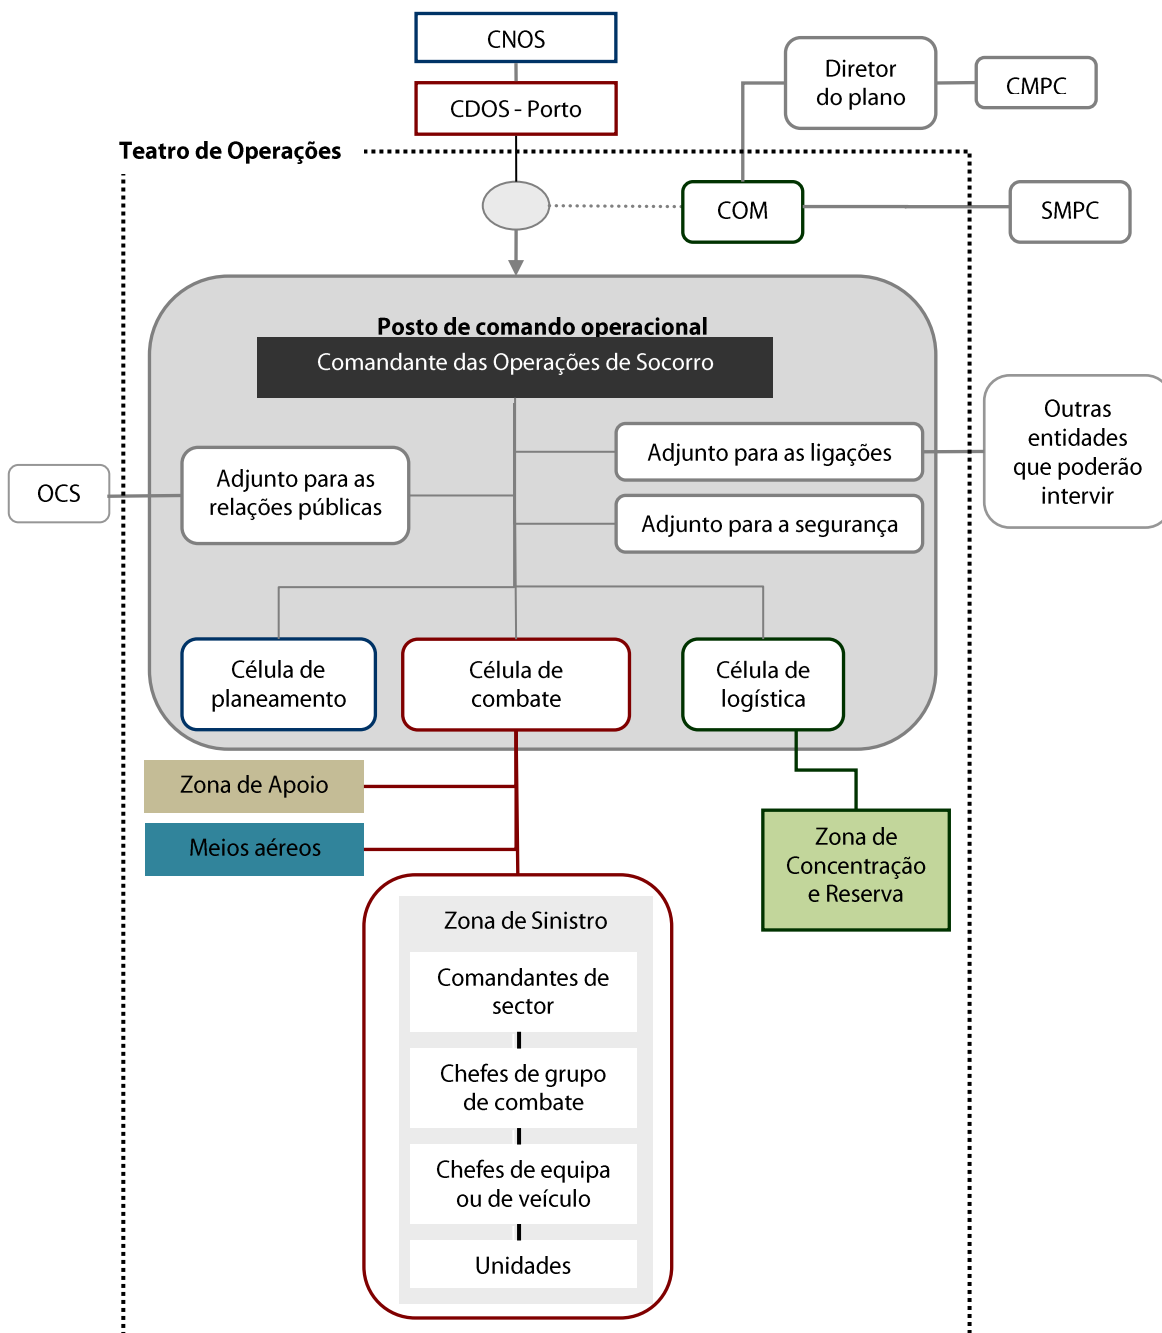 CNOS
CDOS - Porto
Diretor
do plano
CMPC
Teatro de Operações
COM
SMPC
Posto de comando operacional
Comandante das Operações de Socorro
Adjunto para as ligações
Outras
entidades
que poderão
intervir
OCS
Adjunto para as
relações públicas
Adjunto para a segurança
Célula de
planeamento
Célula de
combate
Célula de
logística
Zona de Apoio
Meios aéreos
Zona de
Concentração
e Reserva
Zona de Sinistro
Comandantes de
sector
Chefes de grupo
de combate
Chefes de equipa
ou de veículo
Unidades